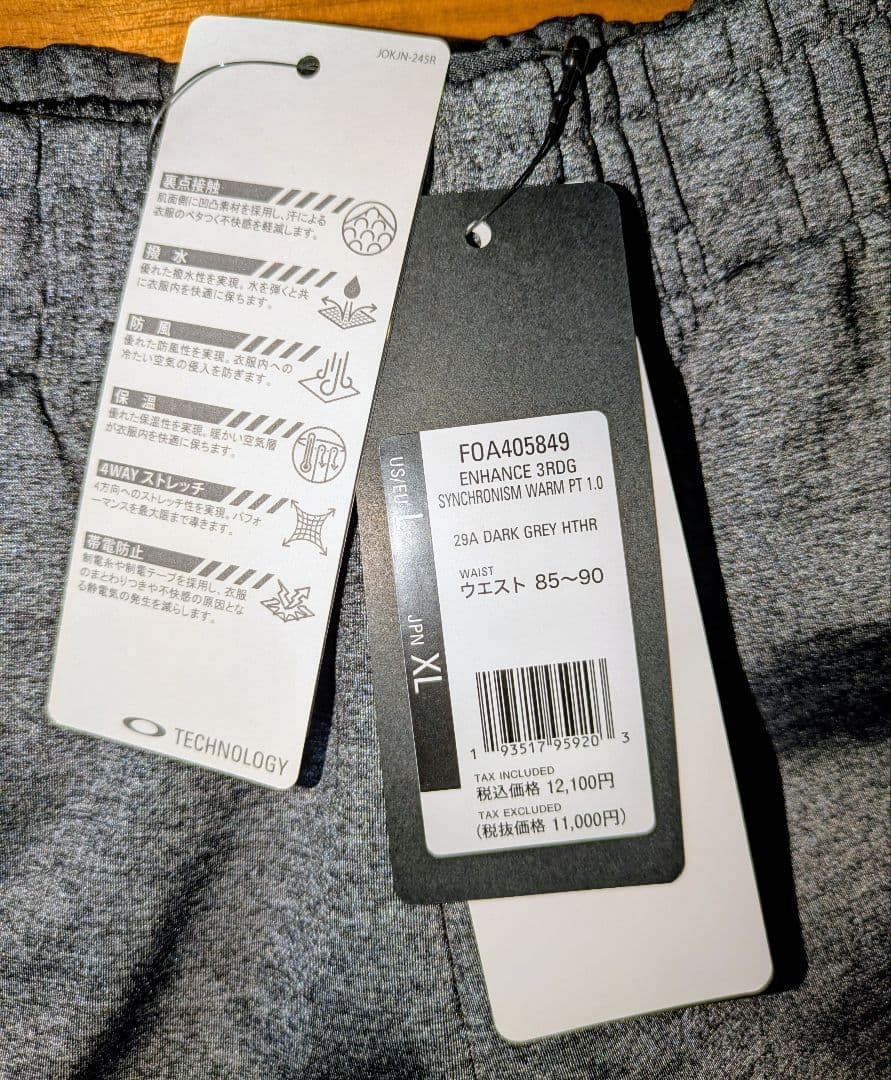 JOKJN-245R
裏点接触
肌面側に凹凸素材を採用し、汗による
衣服のベタつく不快感を軽減します。
撥 水
優れた撥水性を実現。水を弾くと共
に衣服内を快適に保ちます。
防 風
優れた防風性を実現。衣服内への
冷たい空気の侵入を防ぎます。
保 温
優れた保温性を実現。暖かい空気層
が衣服内を快適に保ちます。
4WAY ストレッチ
4方向へのストレッチ性を実現。パフォ
ーマンスを最大限まで導きます。
帯電防止
制電糸や制電テープを採用し、衣服
のまとわりつきや不快感の原因とな
る静電気の発生を減らします。
TECHNOLOGY
US/EU L
JPN XL
FOA405849
ENHANCE 3RDG
SYNCHRONISM WARM PT 1.0
29A DARK GREY HTHR
WAIST
ウエスト 85〜90
1 93517 95920 3
TAX INCLUDED
税込価格 12,100円
TAX EXCLUDED
(税抜価格 11,000円)